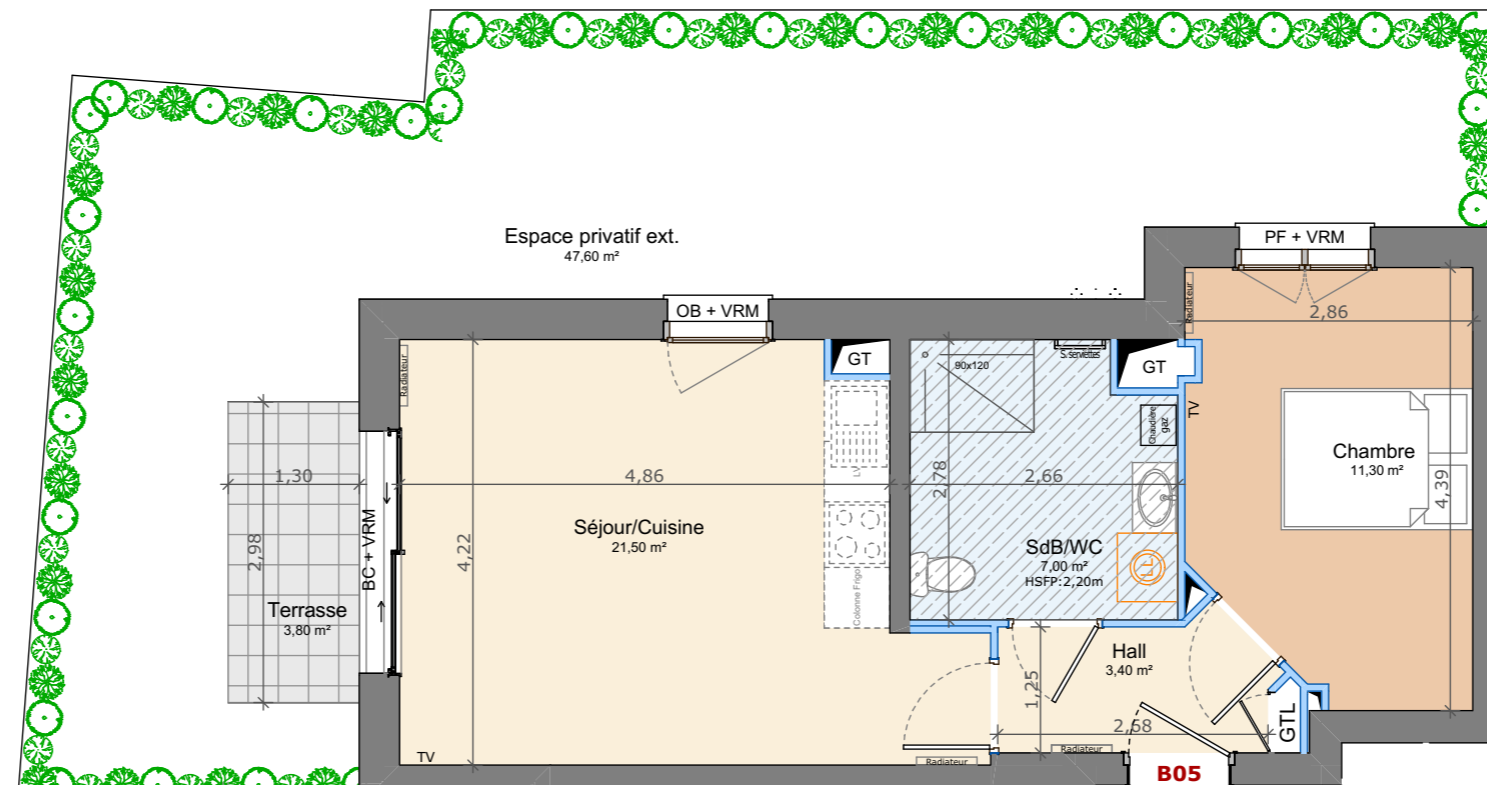 Espace privatif ext.
47,60 m²
PF + VRM
OB + VRM
Radiateur
2,86
GT
S. serviettes
GT
Radiateur
90x120
TV
Chaudière
gaz
Chambre
11,30 m²
4,39
1,30
4,86
2,78
2,66
LV
BC + VRM
Séjour/Cuisine
21,50 m²
4,22
2,98
SdB/WC
7,00 m²
HSFP:2,20m
LL
Terrasse
3,80 m²
Colonne Frigo
Hall
3,40 m²
1,25
2,68
GTL
TV
Radiateur
Radiateur
B05